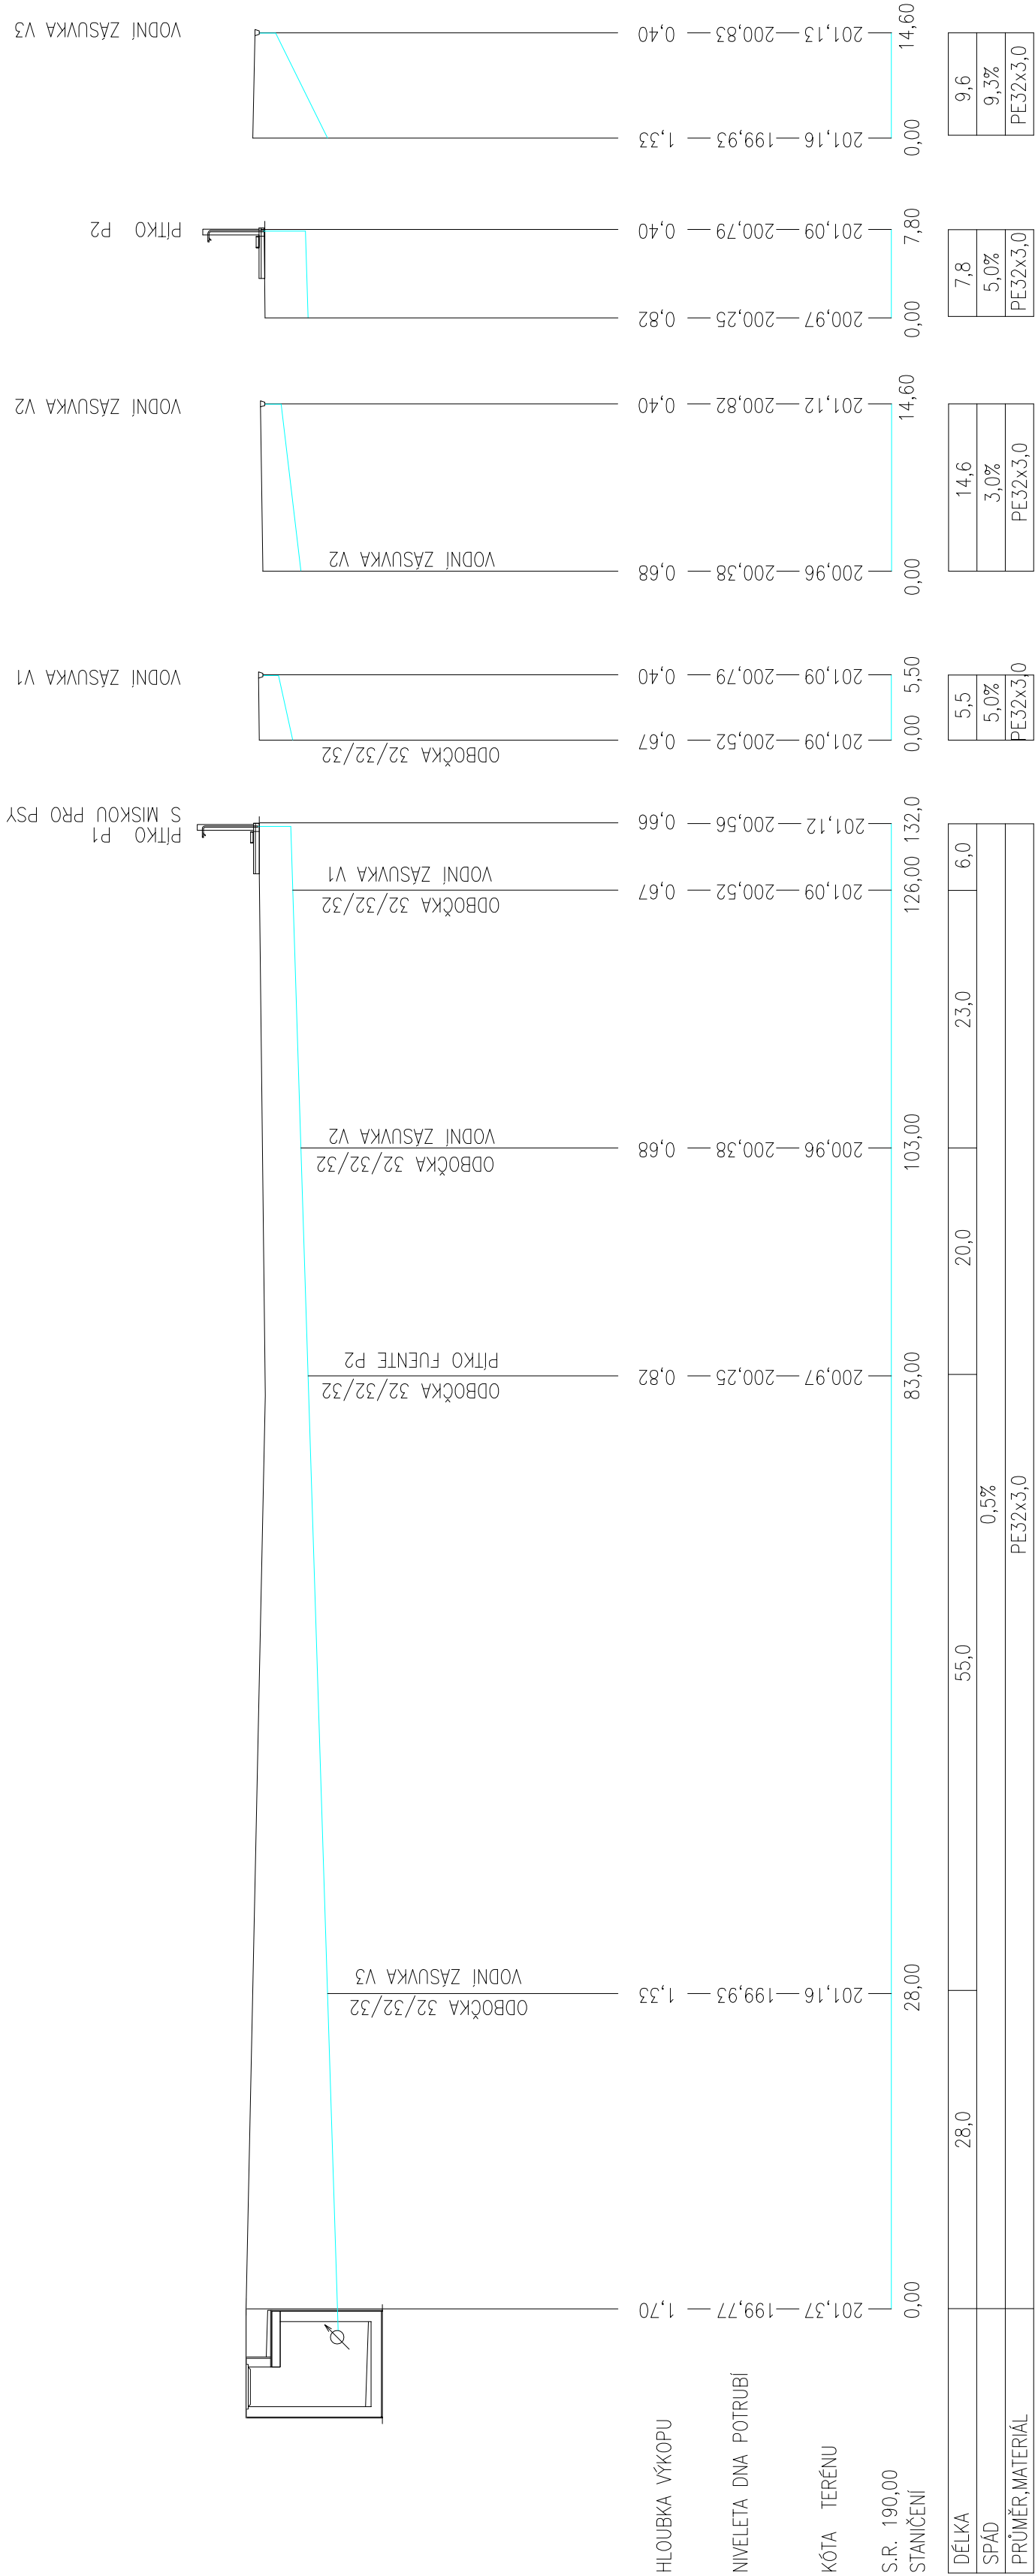 PÍTKO P1
S MISKOU PRO PSY
VODNÍ ZÁSUVKA V1
VODNÍ ZÁSUVKA V2
PÍTKO P2
VODNÍ ZÁSUVKA V3
ODBOČKA 32/32/32
VODNÍ ZÁSUVKA V3
ODBOČKA 32/32/32
PÍTKO FUENTE P2
ODBOČKA 32/32/32
VODNÍ ZÁSUVKA V2
ODBOČKA 32/32/32
VODNÍ ZÁSUVKA V1
ODBOČKA 32/32/32
VODNÍ ZÁSUVKA V2
HLOUBKA VÝKOPU 1,70 1,33 0,82 0,68 0,67 0,66 0,67 0,40 0,68 0,40 0,82 0,40 1,33 0,40
NIVELETA DNA POTRUBÍ 199,77 199,93 200,25 200,38 200,52 200,56 200,52 200,79 200,38 200,82 200,25 200,79 199,93 200,83
KÓTA TERÉNU 201,37 201,16 200,97 200,96 201,09 201,12 201,09 201,09 200,96 201,12 200,97 201,09 201,16 201,13
S.R. 190,00
STANIČENÍ 0,00 28,00 83,00 103,00 126,00 132,0 0,00 5,50 0,00 14,60 0,00 7,80 0,00 14,60
DÉLKA 28,0 55,0 20,0 23,0 6,0 5,5 14,6 7,8 9,6
SPÁD 0,5% 5,0% 3,0% 5,0% 9,3%
PRŮMĚR,MATERIÁL PE32x3,0 PE32x3,0 PE32x3,0 PE32x3,0 PE32x3,0